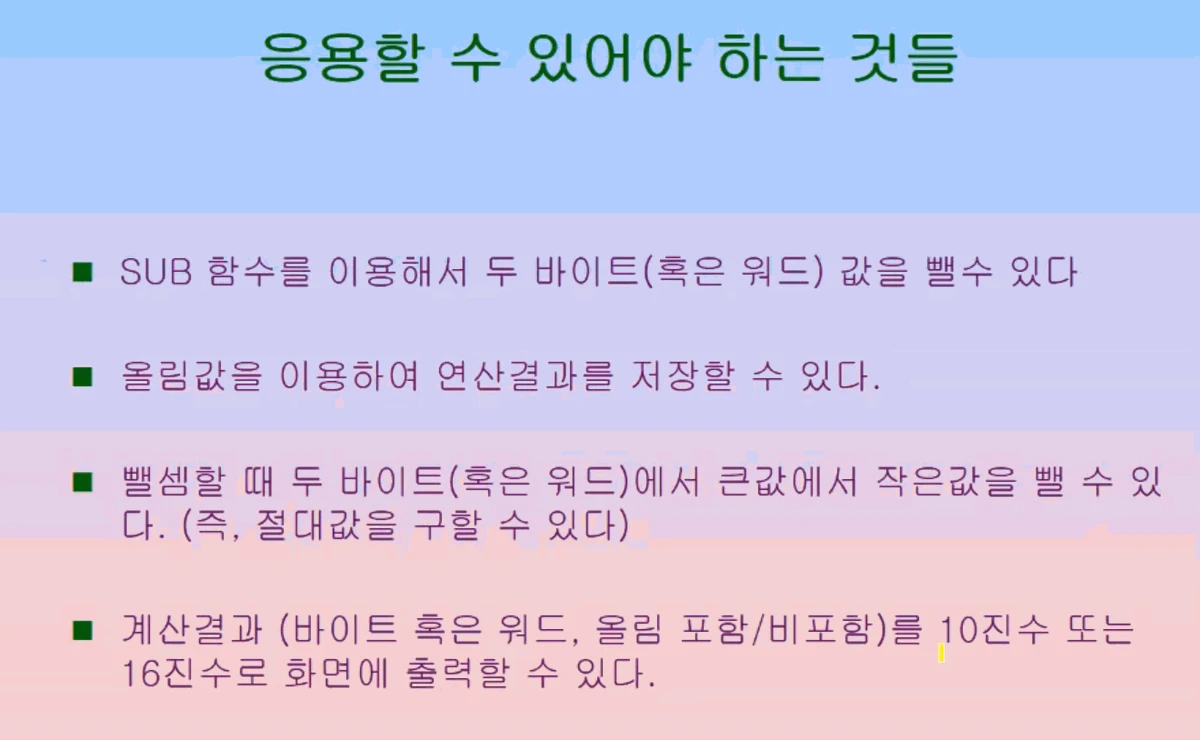 응용할 수 있어야 하는 것들
■ SUB 함수를 이용해서 두 바이트(혹은 워드) 값을 뺄수 있다
■ 올림값을 이용하여 연산결과를 저장할 수 있다.
■ 뺄셈할 때 두 바이트(혹은 워드)에서 큰값에서 작은값을 뺄 수 있
다. (즉, 절대값을 구할 수 있다)
■ 계산결과 (바이트 혹은 워드, 올림 포함/비포함)를 10진수 또는
16진수로 화면에 출력할 수 있다.